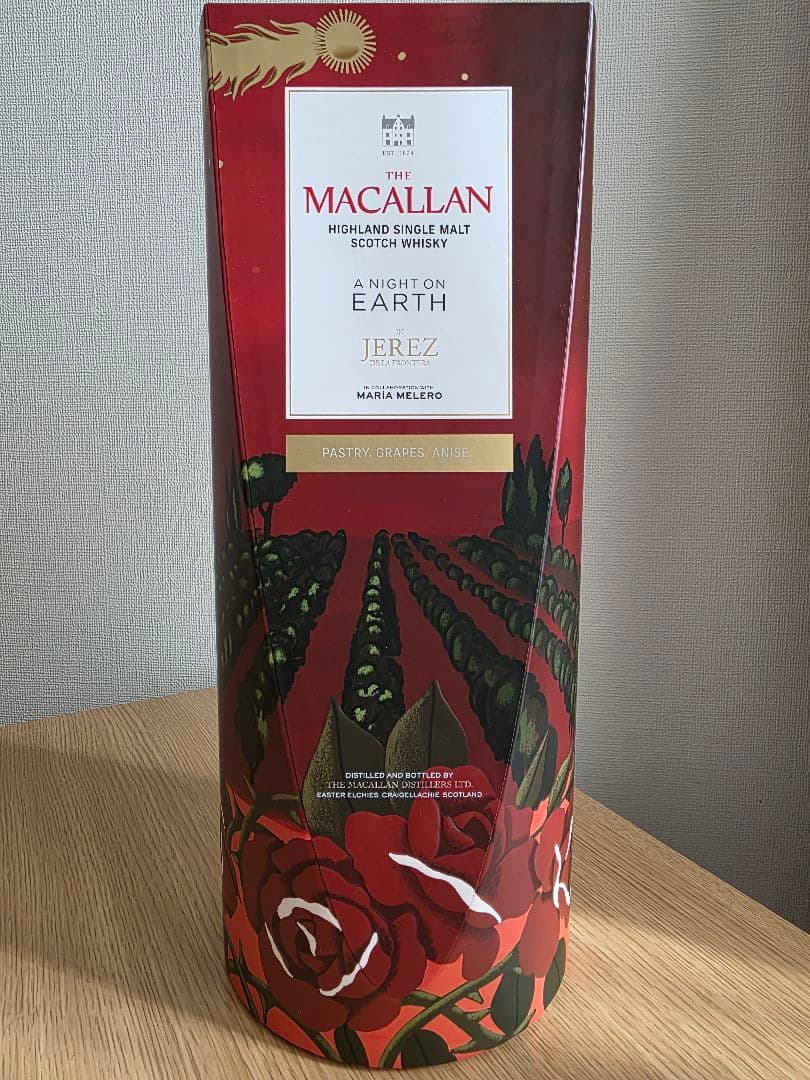 EST. 1824
THE
MACALLAN
HIGHLAND SINGLE MALT
SCOTCH WHISKY
A NIGHT ON
EARTH
IN
JEREZ
DE LA FRONTERA
IN COLLABORATION WITH
MARÍA MELERO
PASTRY. GRAPES. ANISE.
DISTILLED AND BOTTLED BY
THE MACALLAN DISTILLERS LTD.
EASTER ELCHIES CRAIGELLACHIE SCOTLAND